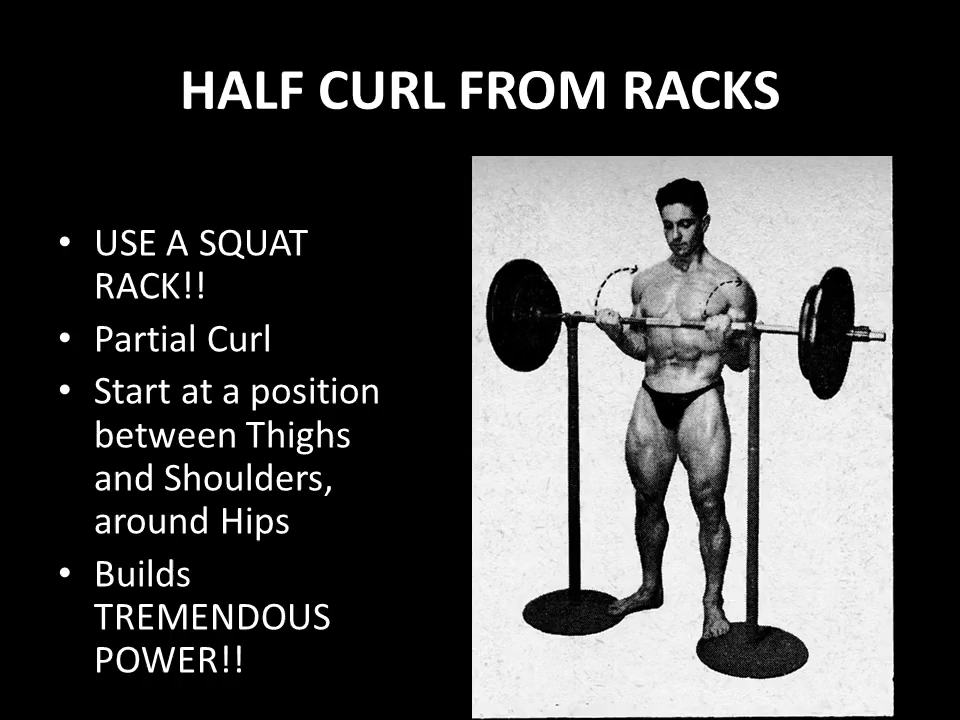 HALF CURL FROM RACKS
• USE A SQUAT
RACK!!
• Partial Curl
• Start at a position
between Thighs
and Shoulders,
around Hips
• Builds
TREMENDOUS
POWER!!